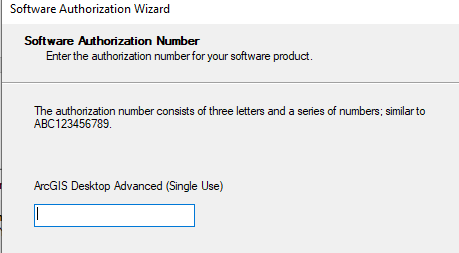 Software Authorization Wizard
Software Authorization Number
Enter the authorization number for your software product.
The authorization number consists of three letters and a series of numbers; similar to
ABC123456789.
ArcGIS Desktop Advanced (Single Use)